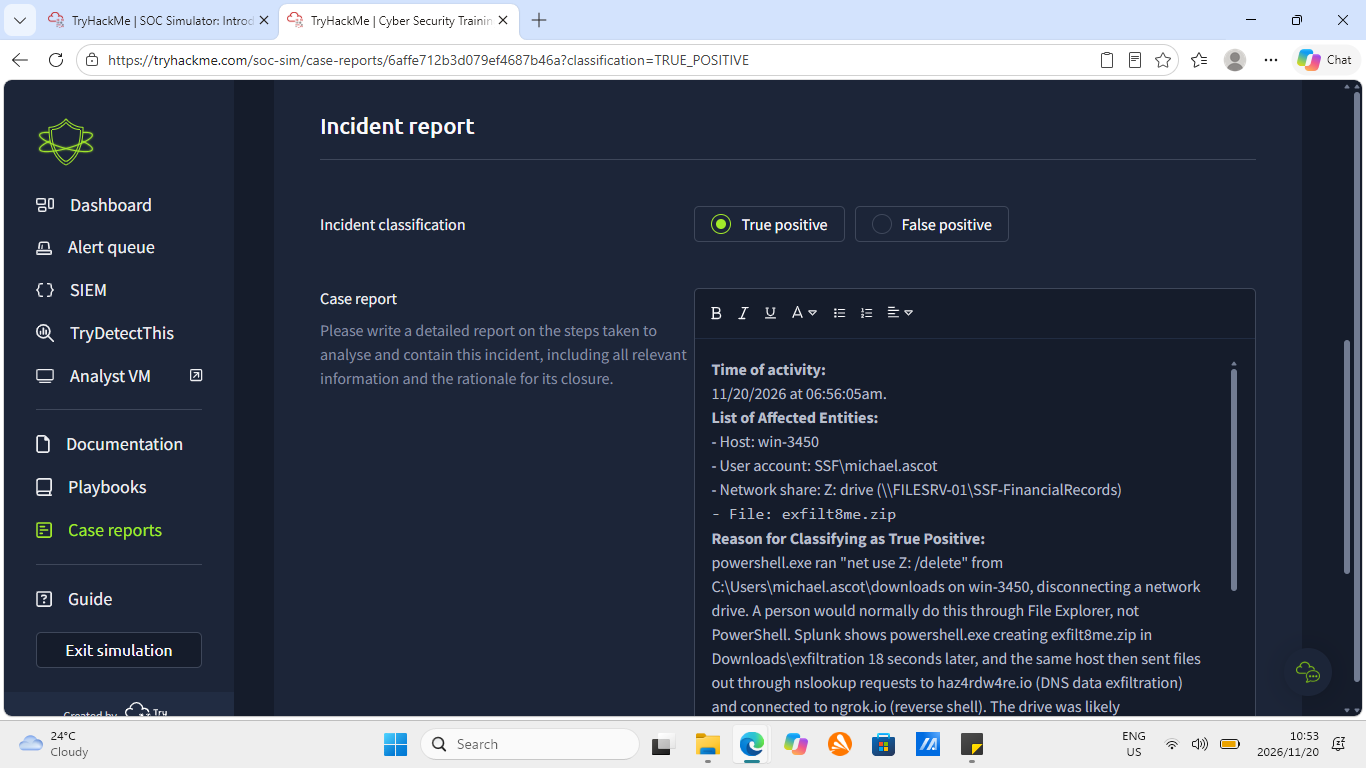 TryHackMe | SOC Simulator: Introd
TryHackMe | Cyber Security Trainin
https://tryhackme.com/soc-sim/case-reports/6affe712b3d079ef4687b46a?classification=TRUE_POSITIVE
Chat
Dashboard
Alert queue
SIEM
TryDetectThis
Analyst VM
Documentation
Playbooks
Case reports
Guide
Exit simulation
Created by
Try
Incident report
Incident classification
True positive
False positive
Case report
Please write a detailed report on the steps taken to
analyse and contain this incident, including all relevant
information and the rationale for its closure.
B I U A
Time of activity:
11/20/2026 at 06:56:05am.
List of Affected Entities:
- Host: win-3450
- User account: SSF\michael.ascot
- Network share: Z: drive (\\FILESRV-01\SSF-FinancialRecords)
- File: exfilt8me.zip
Reason for Classifying as True Positive:
powershell.exe ran "net use Z: /delete" from
C:\Users\michael.ascot\downloads on win-3450, disconnecting a network
drive. A person would normally do this through File Explorer, not
PowerShell. Splunk shows powershell.exe creating exfilt8me.zip in
Downloads\exfiltration 18 seconds later, and the same host then sent files
out through nslookup requests to haz4rdw4re.io (DNS data exfiltration)
and connected to ngrok.io (reverse shell). The drive was likely
24°C
Cloudy
Search
ENG
US
10:53
2026/11/20